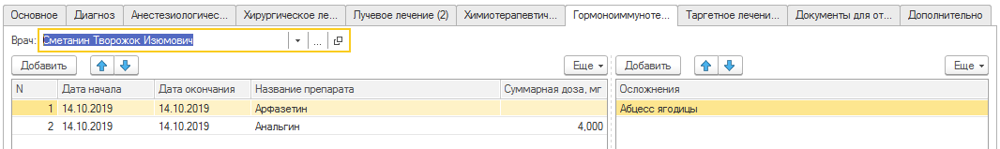 Основное Диагноз Анестезиологичес... Хирургическое ле... Лучевое лечение (2) Химиотерапевтич... Гормоноиммуноте... Таргетное лечени... Документы для от... Дополнительно
Врач: Сметанин Творожок Изюмович ...
Добавить Еще Добавить Еще
N Дата начала Дата окончания Название препарата Суммарная доза, мг Осложнения
1 14.10.2019 14.10.2019 Арфазетин Абцесс ягодицы
2 14.10.2019 14.10.2019 Анальгин 4,000